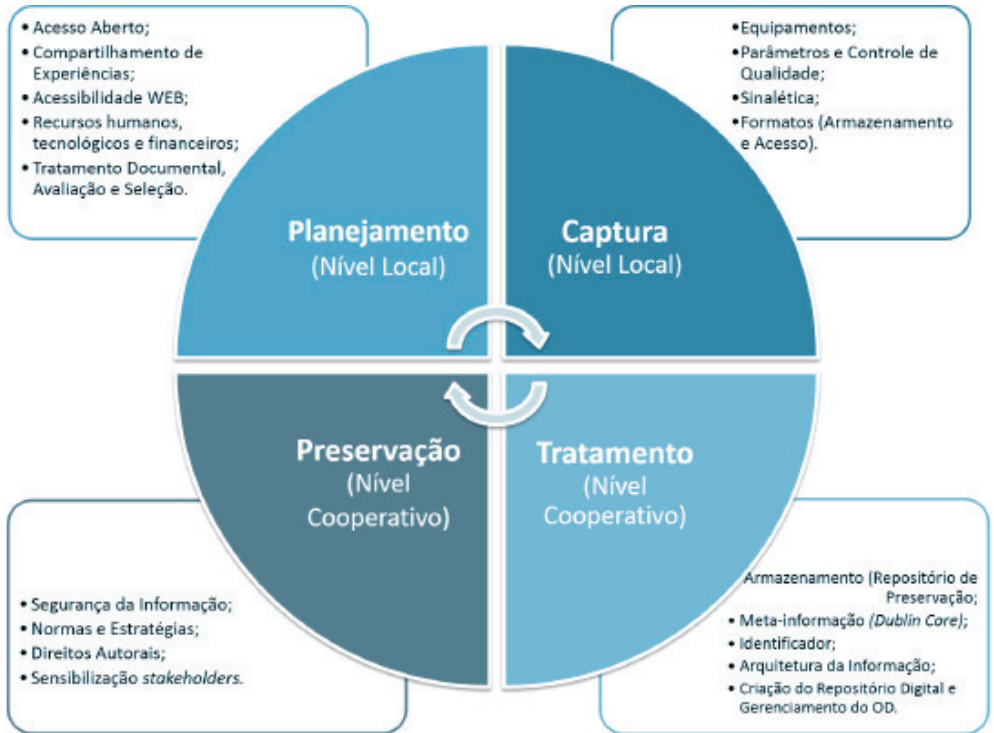 • Acesso Aberto;
• Compartilhamento de
Experiências;
• Acessibilidade WEB;
• Recursos humanos,
tecnológicos e financeiros;
• Tratamento Documental,
Avaliação e Seleção.
• Equipamentos;
• Parâmetros e Controle de
Qualidade;
• Sinalética;
• Formatos (Armazenamento
e Acesso).
Planejamento
(Nível Local)
Captura
(Nível Local)
Preservação
(Nível
Cooperativo)
Tratamento
(Nível
Cooperativo)
• Segurança da Informação;
• Normas e Estratégias;
• Direitos Autorais;
• Sensibilização stakeholders.
Armazenamento (Repositório de
Preservação;
• Meta-informação (Dublin Core);
• Identificador;
• Arquitetura da Informação;
• Criação do Repositório Digital e
Gerenciamento do OD.